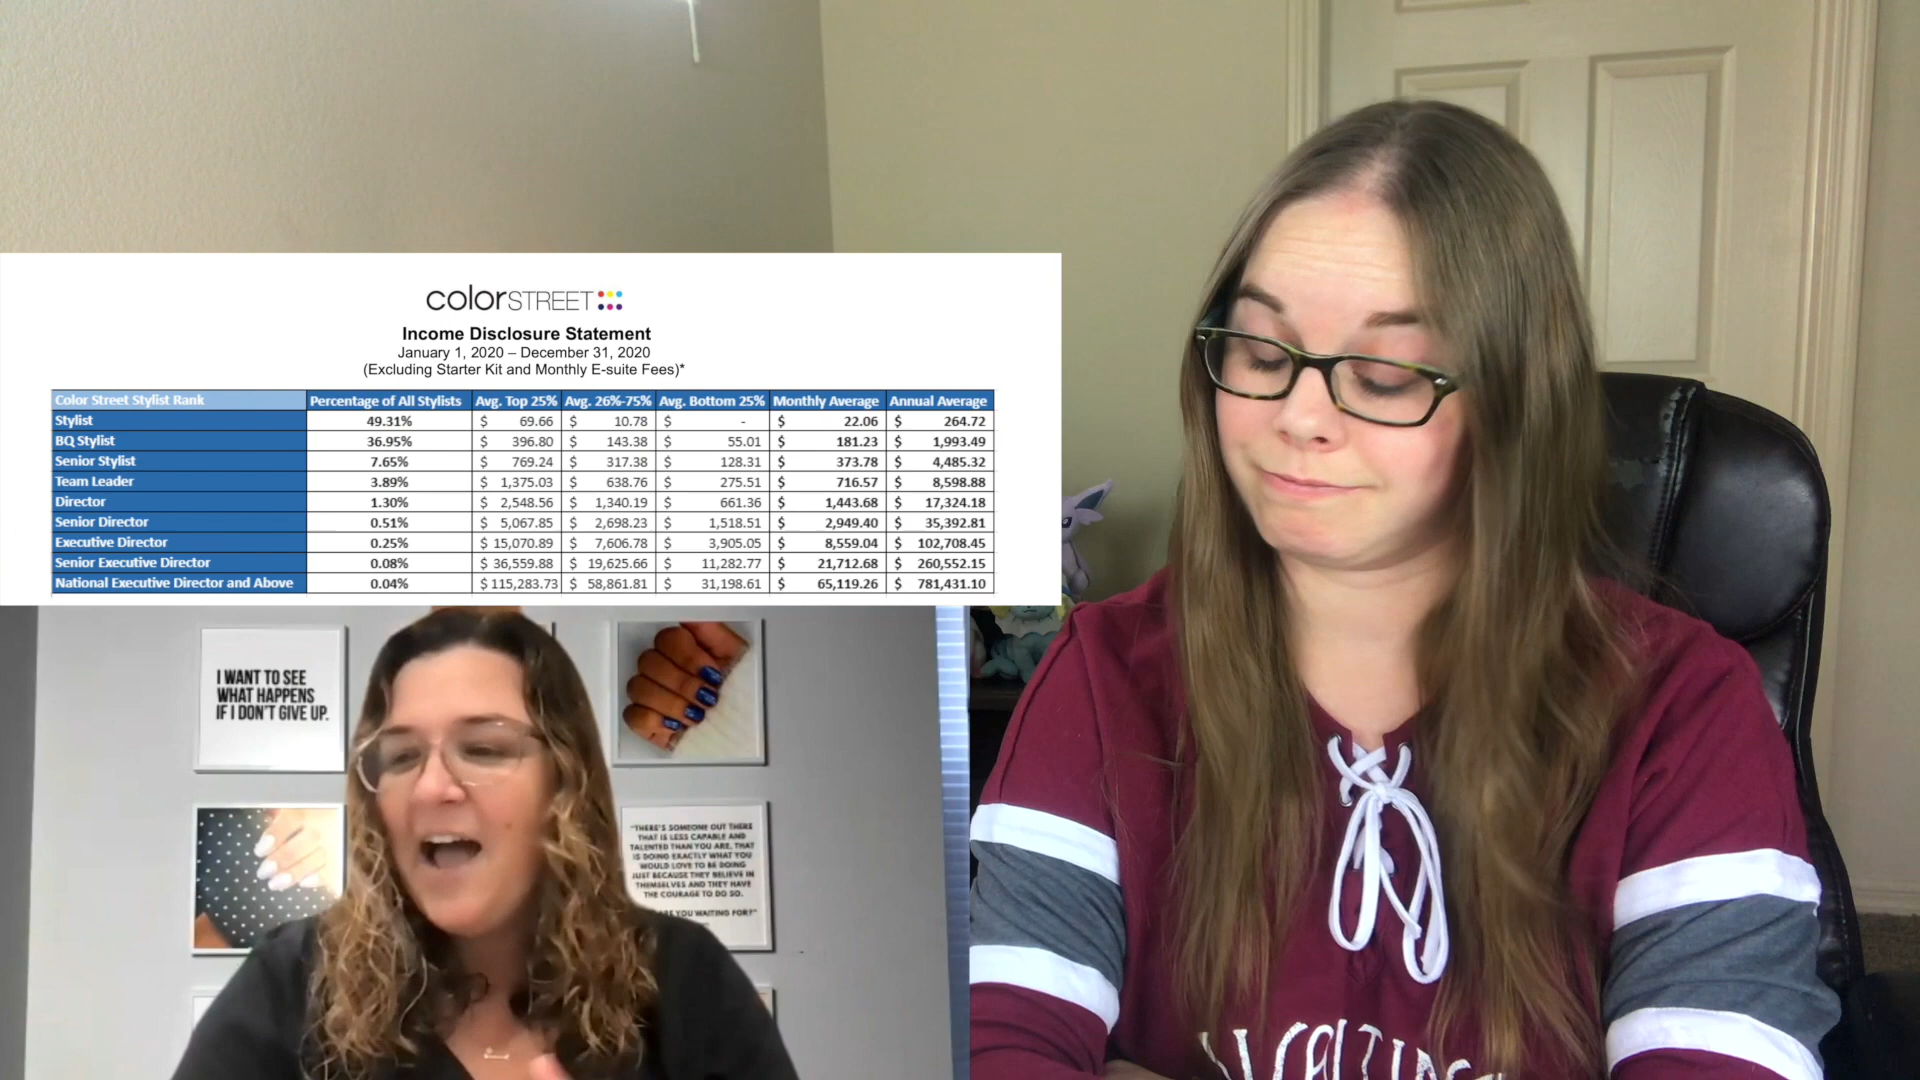 colorSTREET
Income Disclosure Statement
January 1, 2020 – December 31, 2020
(Excluding Starter Kit and Monthly E-suite Fees)*
Color Street Stylist Rank Percentage of All Stylists Avg. Top 25% Avg. 26%-75% Avg. Bottom 25% Monthly Average Annual Average
Stylist 49.31% $ 69.66 $ 10.78 $ - $ 22.06 $ 264.72
BQ Stylist 36.95% $ 396.80 $ 143.38 $ 55.01 $ 181.23 $ 1,993.49
Senior Stylist 7.65% $ 769.24 $ 317.38 $ 128.31 $ 373.78 $ 4,485.32
Team Leader 3.89% $ 1,375.03 $ 638.76 $ 275.51 $ 716.57 $ 8,598.88
Director 1.30% $ 2,548.56 $ 1,340.19 $ 661.36 $ 1,443.68 $ 17,324.18
Senior Director 0.51% $ 5,067.85 $ 2,698.23 $ 1,518.51 $ 2,949.40 $ 35,392.81
Executive Director 0.25% $ 15,070.89 $ 7,606.78 $ 3,905.05 $ 8,559.04 $ 102,708.45
Senior Executive Director 0.08% $ 36,559.88 $ 19,625.66 $ 11,282.77 $ 21,712.68 $ 260,552.15
National Executive Director and Above 0.04% $ 115,283.73 $ 58,861.81 $ 31,198.61 $ 65,119.26 $ 781,431.10
I WANT TO SEE
WHAT HAPPENS
IF I DON'T GIVE UP.
"THERE'S SOMEONE OUT THERE
THAT IS LESS CAPABLE AND
TALENTED THAN YOU ARE, THAT
IS DOING EXACTLY WHAT YOU
WOULD LOVE TO BE DOING
JUST BECAUSE THEY BELIEVE IN
THEMSELVES AND THEY HAVE
THE COURAGE TO DO SO.
YOU WAITING FOR?"